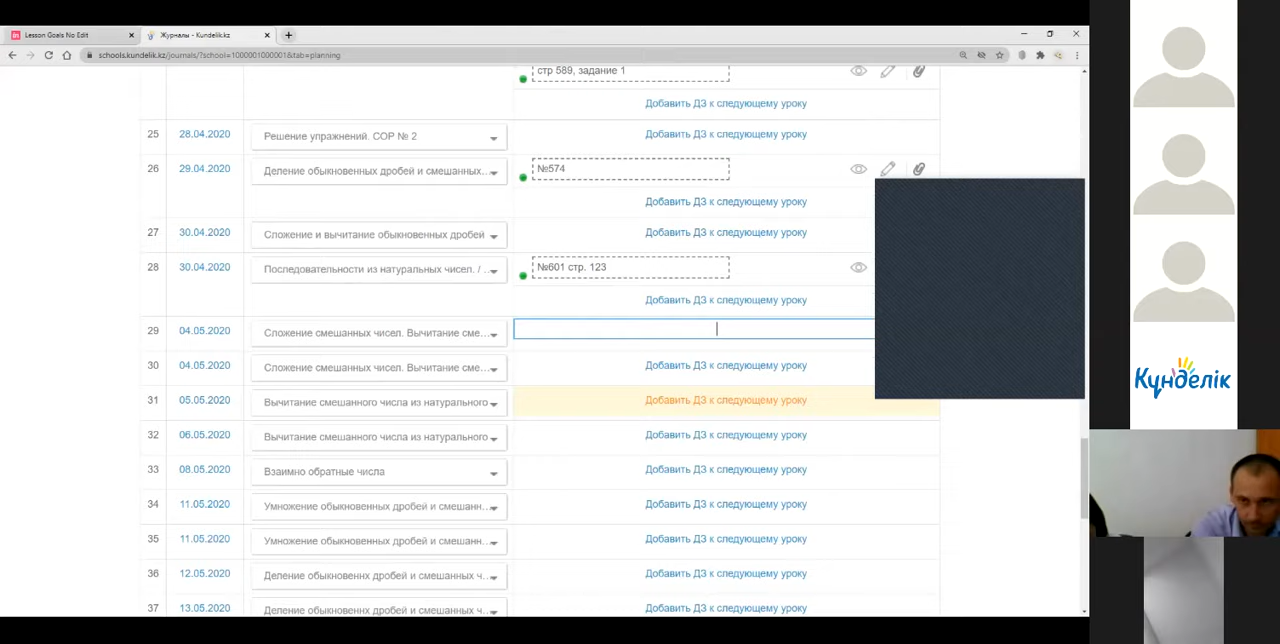 Lesson Goals No Edit
Журналы - Kundelik.kz
schools.kundelik.kz/journals/?school=1000001000001&tab=planning
стр 589, задание 1
Добавить ДЗ к следующему уроку
25 28.04.2020 Решение упражнений. СОР № 2 Добавить ДЗ к следующему уроку
26 29.04.2020 Деление обыкновенных дробей и смешанных... №574
Добавить ДЗ к следующему уроку
27 30.04.2020 Сложение и вычитание обыкновенных дробей Добавить ДЗ к следующему уроку
28 30.04.2020 Последовательности из натуральных чисел. / ... №601 стр. 123
Добавить ДЗ к следующему уроку
29 04.05.2020 Сложение смешанных чисел. Вычитание сме...
30 04.05.2020 Сложение смешанных чисел. Вычитание сме... Добавить ДЗ к следующему уроку
31 05.05.2020 Вычитание смешанного числа из натурального Добавить ДЗ к следующему уроку
32 06.05.2020 Вычитание смешанного числа из натурального Добавить ДЗ к следующему уроку
33 08.05.2020 Взаимно обратные числа Добавить ДЗ к следующему уроку
34 11.05.2020 Умножение обыкновенных дробей и смешанн... Добавить ДЗ к следующему уроку
35 11.05.2020 Умножение обыкновенных дробей и смешанн... Добавить ДЗ к следующему уроку
36 12.05.2020 Деление обыкновеннх дробей и смешанных ч... Добавить ДЗ к следующему уроку
37 13.05.2020 Деление обыкновеннх дробей и смешанных ч... Добавить ДЗ к следующему уроку
Күнделік